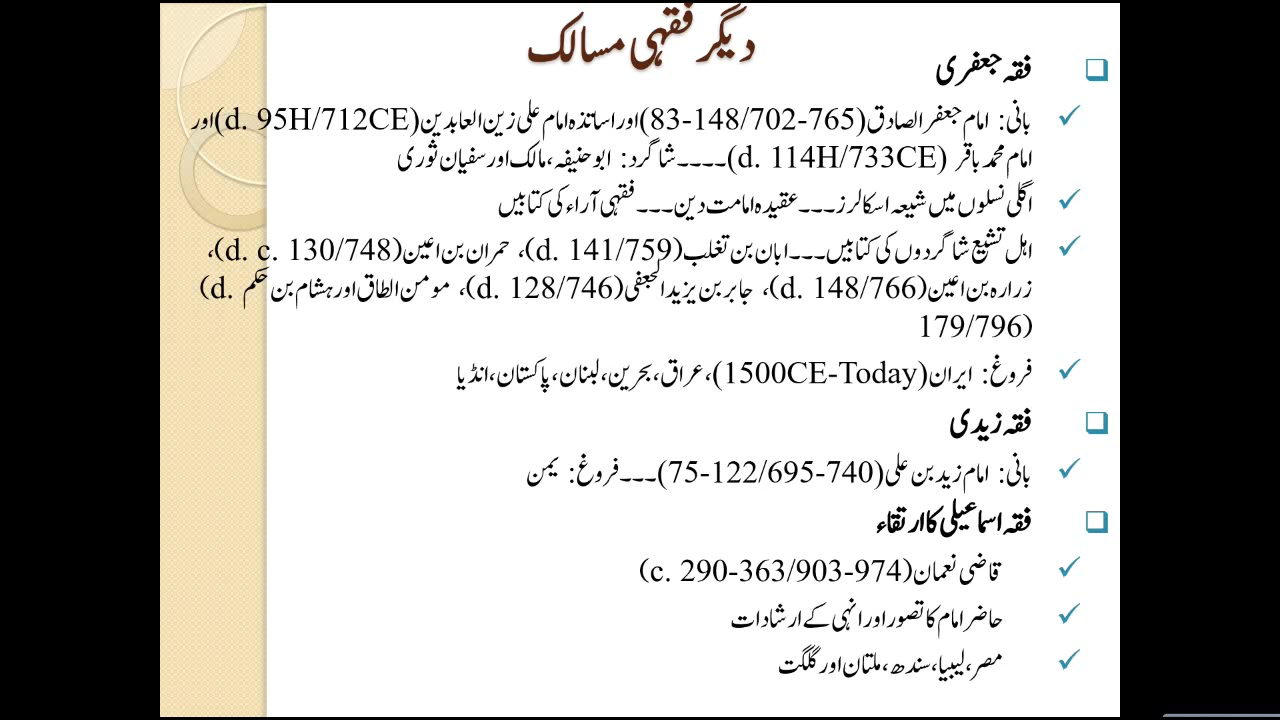 دیگر فقہی مسالک
فقہ جعفری
بانی: امام جعفر الصادق (83-148/702-765) اور اساتذہ امام علی زین العابدین (d. 95H/712CE) اور
امام محمد باقر (d. 114H/733CE)۔۔۔۔شاگرد: ابو حنیفہ، مالک اور سفیان ثوری
اگلی نسلوں میں شیعہ اسکالرز۔۔۔عقیدہ امامت دین۔۔۔فقہی آراء کی کتابیں
اہل تشیع شاگردوں کی کتابیں۔۔۔ابان بن تغلب (d. 141/759)، حمران بن اعین (d. c. 130/748)،
زرارہ بن اعین (d. 148/766)، جابر بن یزید الجعفی (d. 128/746)، مومن الطاق اور ہشام بن حکم (d.
179/796)
فروغ: ایران (1500CE-Today)، عراق، بحرین، لبنان، پاکستان، انڈیا
فقہ زیدی
بانی: امام زید بن علی (75-122/695-740)۔۔۔فروغ: یمن
فقہ اسماعیلی کا ارتقاء
قاضی نعمان (c. 290-363/903-974)
حاضر امام کا تصور اور انہی کے ارشادات
مصر، لیبیا، سندھ، ملتان اور گلگت